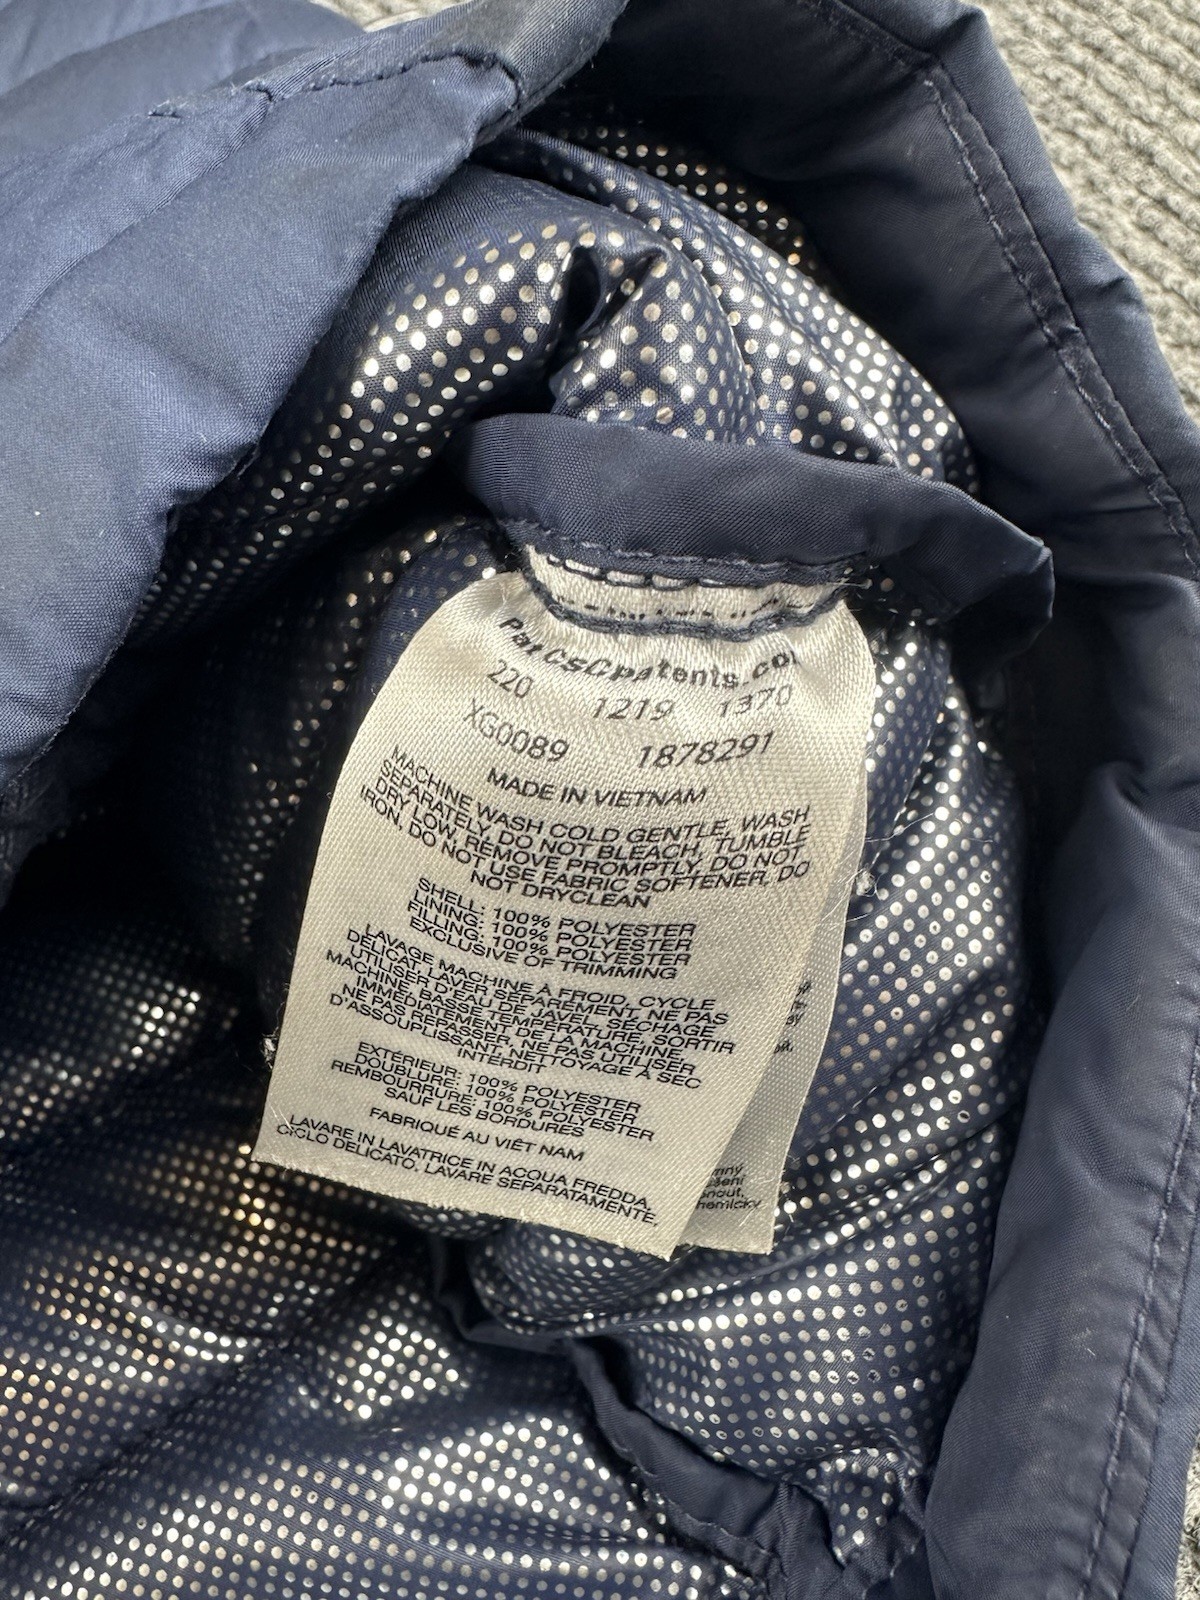 Pat CSCpatents.com
220 1219 1370
XG0089 1878291
MADE IN VIETNAM
MACHINE WASH COLD GENTLE, WASH
SEPARATELY, DO NOT BLEACH, TUMBLE
DRY LOW, REMOVE PROMPTLY, DO NOT
IRON, DO NOT USE FABRIC SOFTENER, DO
NOT DRYCLEAN
SHELL: 100% POLYESTER
LINING: 100% POLYESTER
FILLING: 100% POLYESTER
EXCLUSIVE OF TRIMMING
LAVAGE MACHINE À FROID, CYCLE
DÉLICAT, LAVER SÉPARÉMENT, NE PAS
UTILISER D'EAU DE JAVEL, SÉCHAGE
MACHINE, BASSE TEMPÉRATURE, SORTIR
IMMÉDIATEMENT DE LA MACHINE,
NE PAS REPASSER, NE PAS UTILISER
D'ASSOUPLISSANT, NETTOYAGE À SEC
INTERDIT
EXTÉRIEUR: 100% POLYESTER
DOUBLURE: 100% POLYESTER
REMBOURRURE: 100% POLYESTER
SAUF LES BORDURES
FABRIQUÉ AU VIÊT NAM
LAVARE IN LAVATRICE IN ACQUA FREDDA,
CICLO DELICATO, LAVARE SEPARATAMENTE,